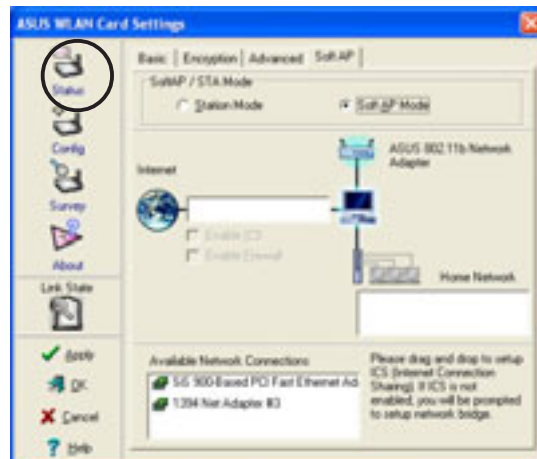 ASUS WLAN Card Settings
Status
Config
Survey
About
Link State
Apply
OK
Cancel
Help
Basic
Encryption
Advanced
Soft AP
SoftAP / STA Mode
Station Mode
Soft AP Mode
Internet
ASUS 802.11b Network
Adapter
Enable ICS
Enable Firewall
Home Network
Available Network Connections
SiS 900-Based PCI Fast Ethernet Ad
1394 Net Adapter #3
Please drag and drop to setup
ICS (Internet Connection
Sharing). If ICS is not
enabled, you will be prompted
to setup network bridge.